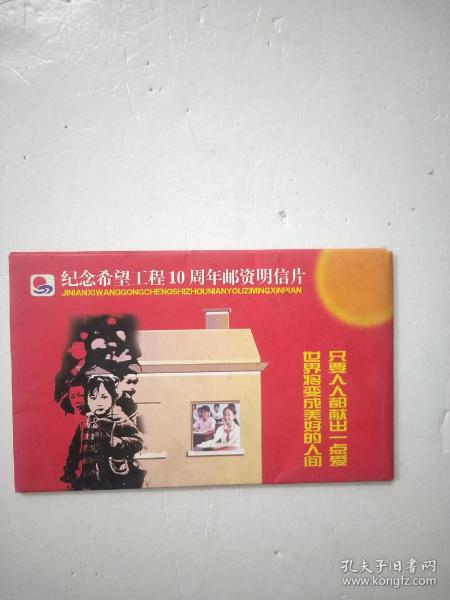 纪念希望工程10周年邮资明信片
JINIANXIWANGGONGCHENGSHIZHOUNIANYOUZIMINGXINPIAN
只要人人都献出一点爱
世界将变成美好的人间
孔夫子旧书网
www.kongfz.com